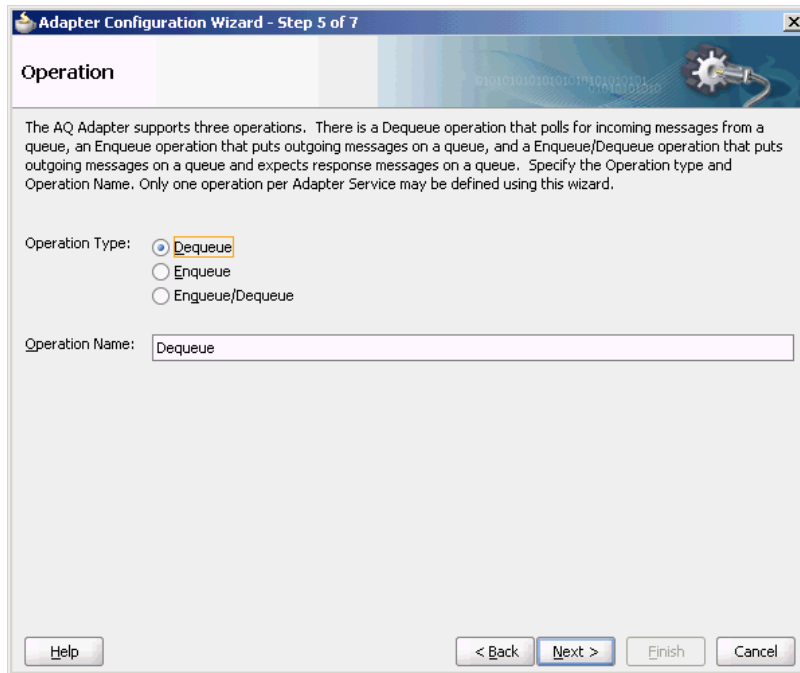 Adapter Configuration Wizard - Step 5 of 7
Operation
The AQ Adapter supports three operations. There is a Dequeue operation that polls for incoming messages from a
queue, an Enqueue operation that puts outgoing messages on a queue, and a Enqueue/Dequeue operation that puts
outgoing messages on a queue and expects response messages on a queue. Specify the Operation type and
Operation Name. Only one operation per Adapter Service may be defined using this wizard.
Operation Type: Dequeue
Enqueue
Enqueue/Dequeue
Operation Name: Dequeue
Help < Back Next > Finish Cancel